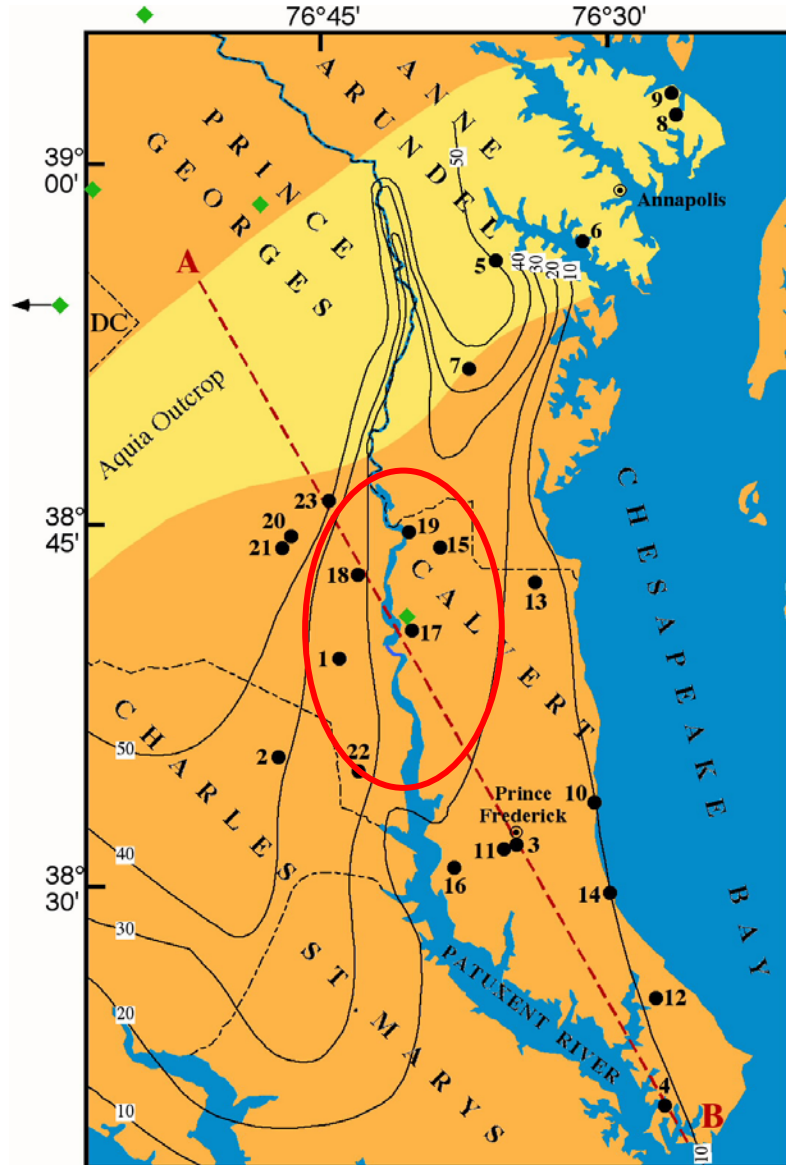 76°45'
76°30'
39°
00'
38°
45'
38°
30'
ANNE
ARUNDEL
PRINCE
GEORGES
9
8
50
Annapolis
6
5
40
30
20
10
A
DC
7
Aquia Outcrop
23
20
21
19
15
18
13
17
1
CALVERT
CHESAPEAKE
BAY
CHARLES
50
2
22
Prince
Frederick
10
3
11
16
14
40
30
20
10
ST. MARYS
PATUXENT RIVER
12
4
B
10